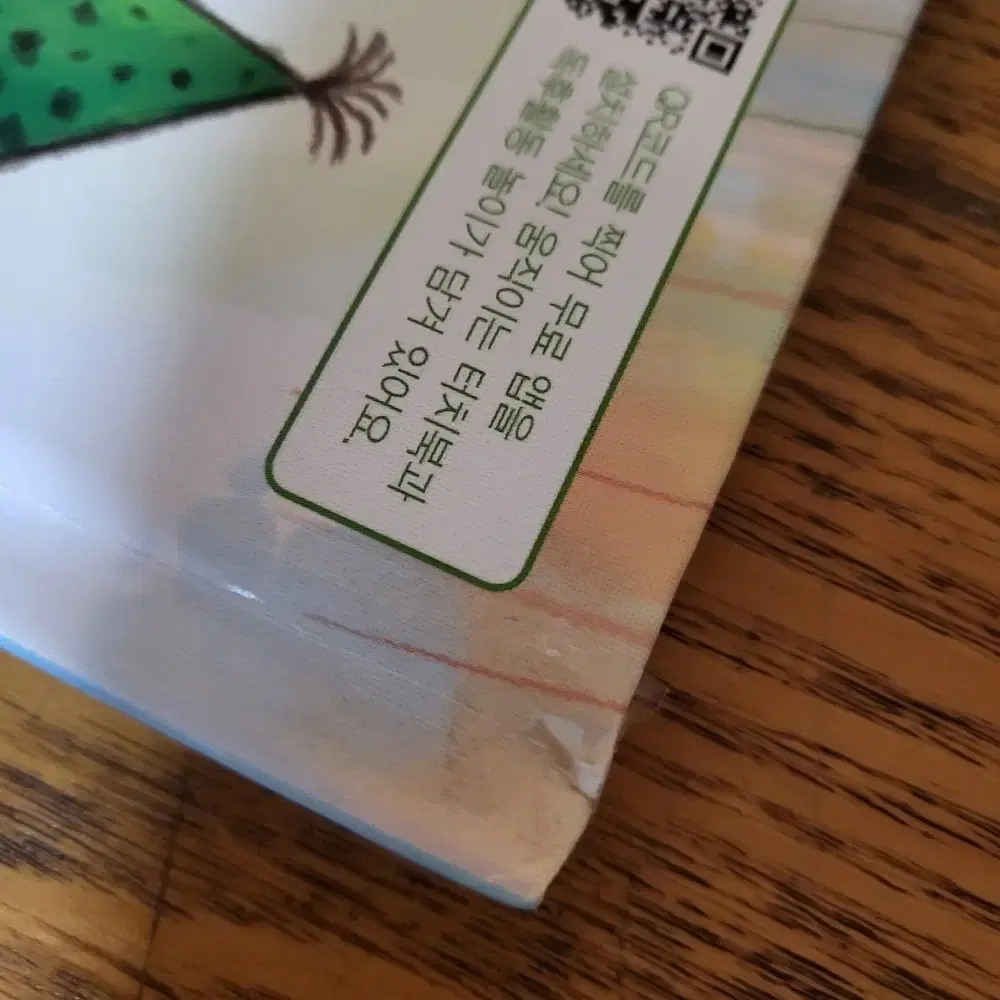 QR코드를 찍어 무료 앱을
설치하세요! 움직이는 터치북과
독후활동 놀이가 담겨 있어요.